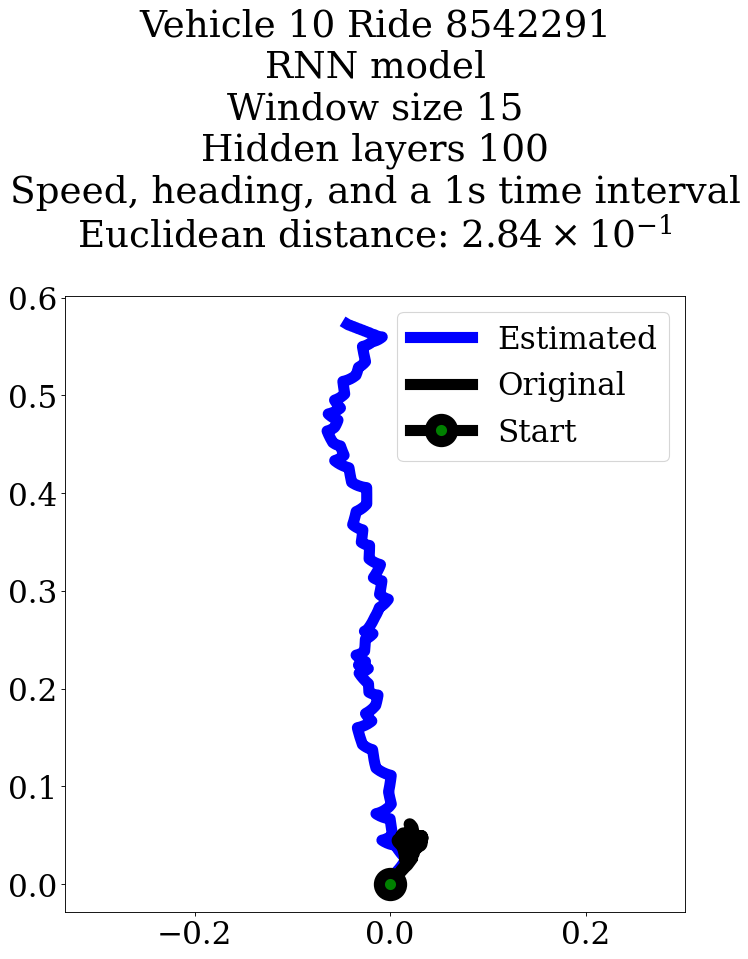 Vehicle 10 Ride 8542291
RNN model
Window size 15
Hidden layers 100
Speed, heading, and a 1s time interval
Euclidean distance: 2.84 × 10⁻¹
0.6
0.5
0.4
0.3
0.2
0.1
0.0
Estimated
Original
Start
−0.2
0.0
0.2